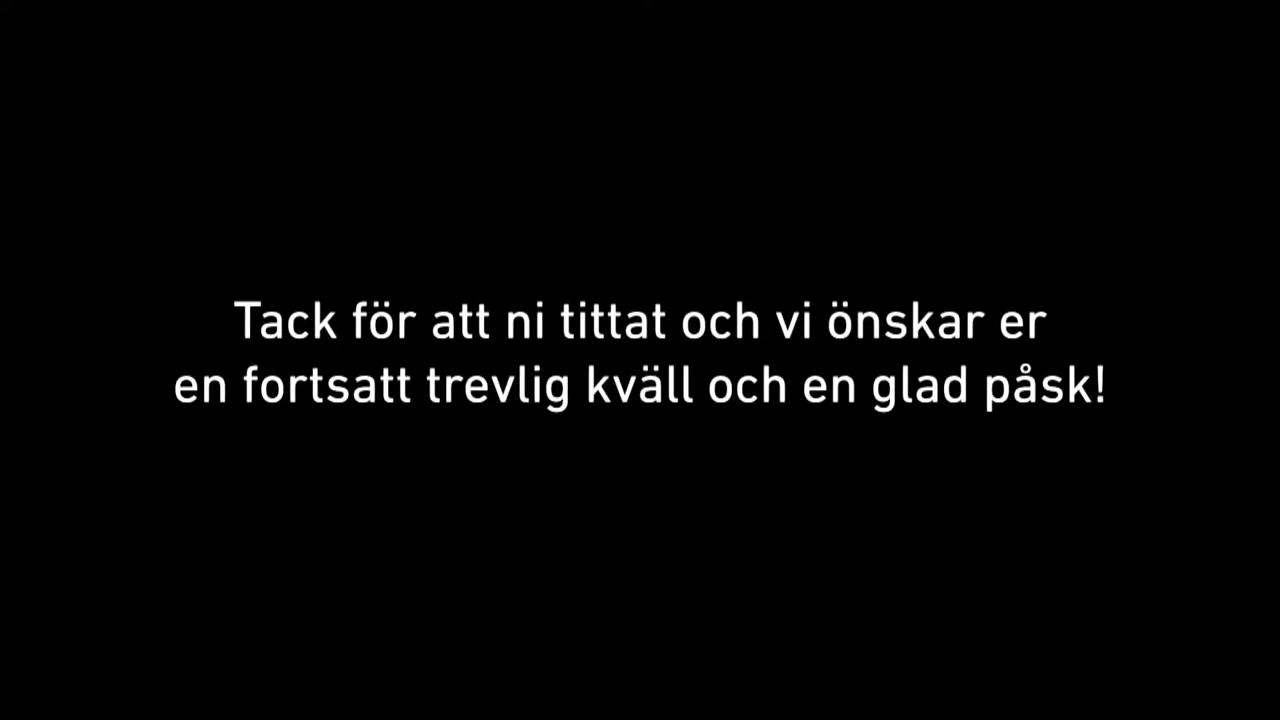 Tack för att ni tittat och vi önskar er
en fortsatt trevlig kväll och en glad påsk!